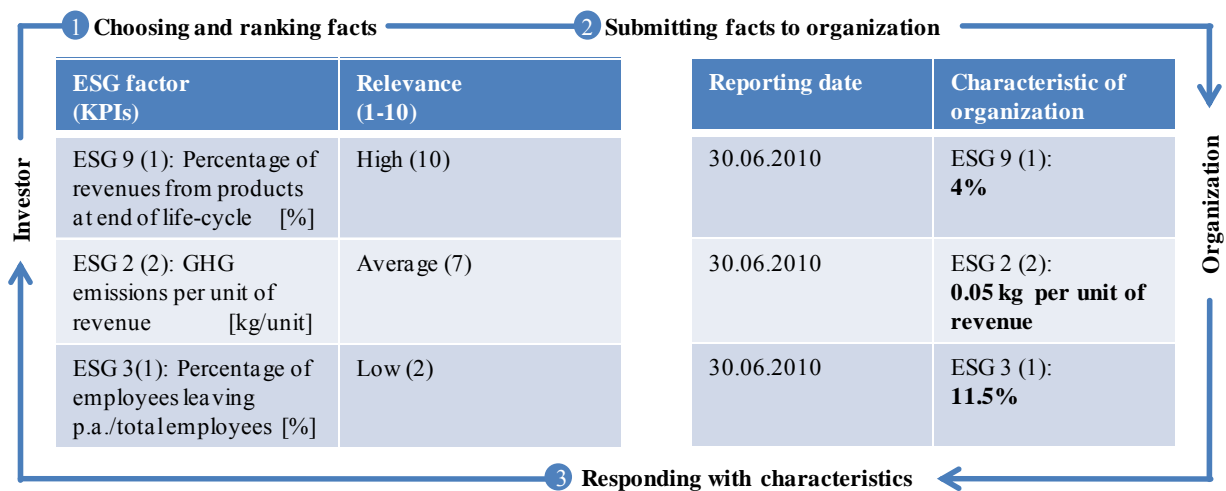 1 Choosing and ranking facts
2 Submitting facts to organization
Investor
ESG factor
(KPIs)
Relevance
(1-10)
ESG 9 (1): Percentage of
revenues from products
at end of life-cycle [%]
High (10)
ESG 2 (2): GHG
emissions per unit of
revenue [kg/unit]
Average (7)
ESG 3(1): Percentage of
employees leaving
p.a./total employees [%]
Low (2)
Reporting date
Characteristic of
organization
30.06.2010
ESG 9 (1):
4%
30.06.2010
ESG 2 (2):
0.05 kg per unit of
revenue
30.06.2010
ESG 3 (1):
11.5%
Organization
3 Responding with characteristics